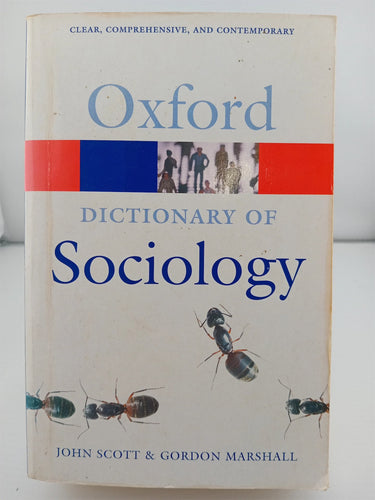 CLEAR, COMPREHENSIVE, AND CONTEMPORARY
Oxford
DICTIONARY OF
Sociology
JOHN SCOTT & GORDON MARSHALL